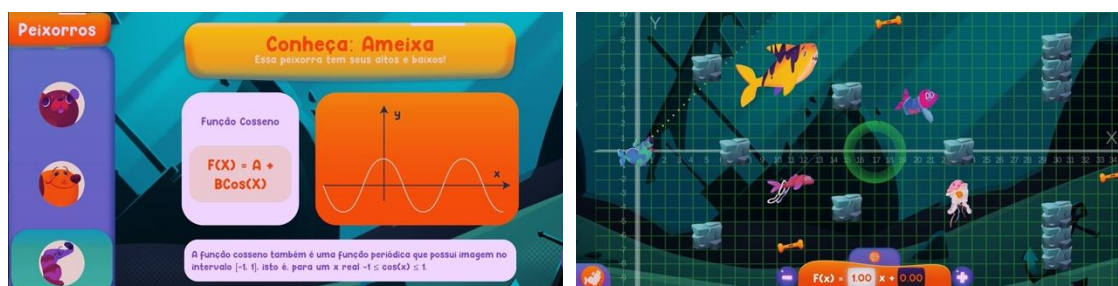 Peixorros
Conheça: Ameixa
Essa peixorra tem seus altos e baixos!
Função Cosseno
F(X) = A +
BCos(X)
y
x
A função cosseno também é uma função periódica que possui imagem no
intervalo [-1, 1], isto é, para um x real -1 ≤ cos(x) ≤ 1.
Y
X
F(x) = 1.00 x + 0.00